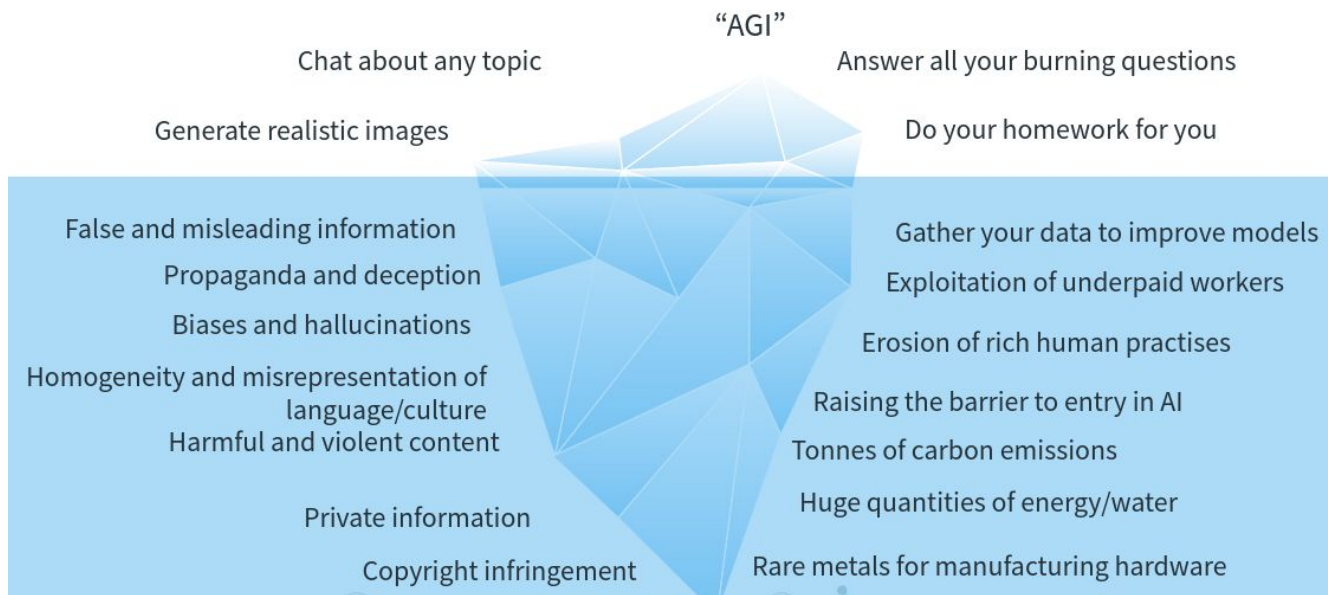 “AGI”
Chat about any topic
Answer all your burning questions
Generate realistic images
Do your homework for you
False and misleading information
Gather your data to improve models
Propaganda and deception
Exploitation of underpaid workers
Biases and hallucinations
Erosion of rich human practises
Homogeneity and misrepresentation of
language/culture
Raising the barrier to entry in AI
Harmful and violent content
Tonnes of carbon emissions
Huge quantities of energy/water
Private information
Copyright infringement
Rare metals for manufacturing hardware